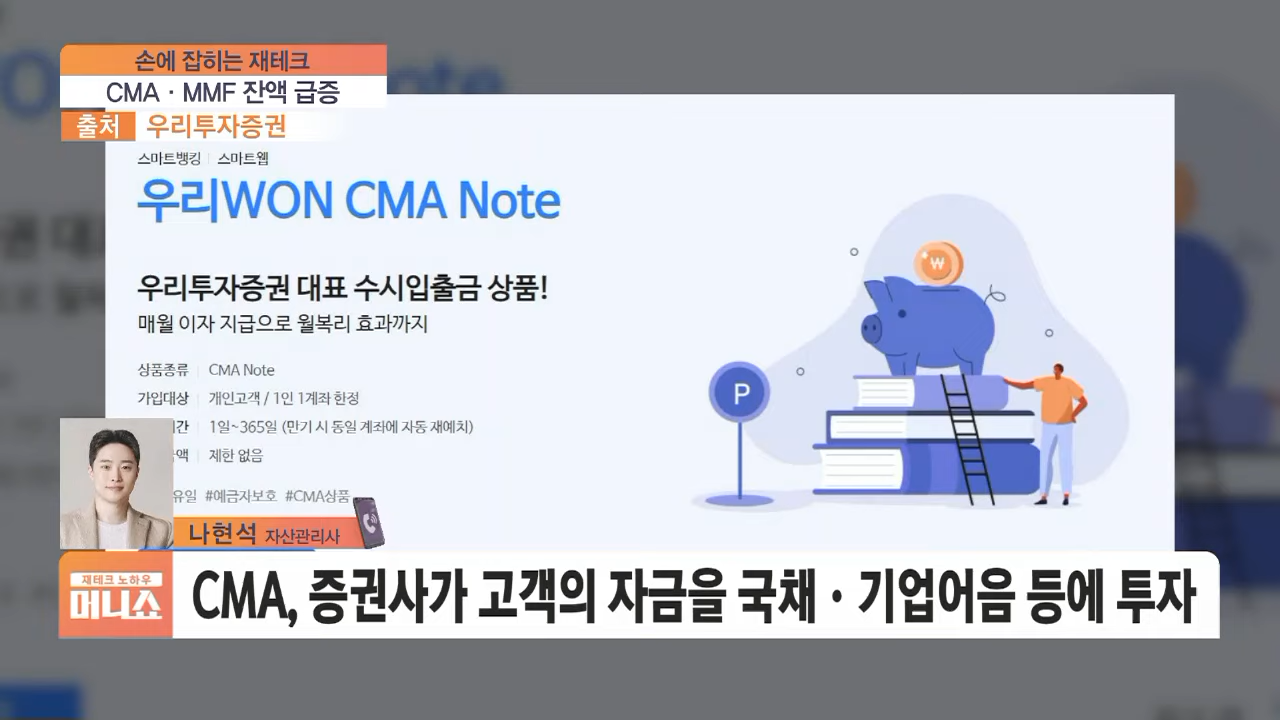 손에 잡히는 재테크
CMA · MMF 잔액 급증
출처 우리투자증권
스마트뱅킹 | 스마트웹
우리WON CMA Note
우리투자증권 대표 수시입출금 상품!
매월 이자 지급으로 월복리 효과까지
상품종류 | CMA Note
가입대상 | 개인고객 / 1인 1계좌 한정
간 | 1일~365일 (만기 시 동일 계좌에 자동 재예치)
액 | 제한 없음
유일 #예금자보호 #CMA상품
P
₩
나현석 자산관리사
재테크 노하우
머니쇼
CMA, 증권사가 고객의 자금을 국채 · 기업어음 등에 투자